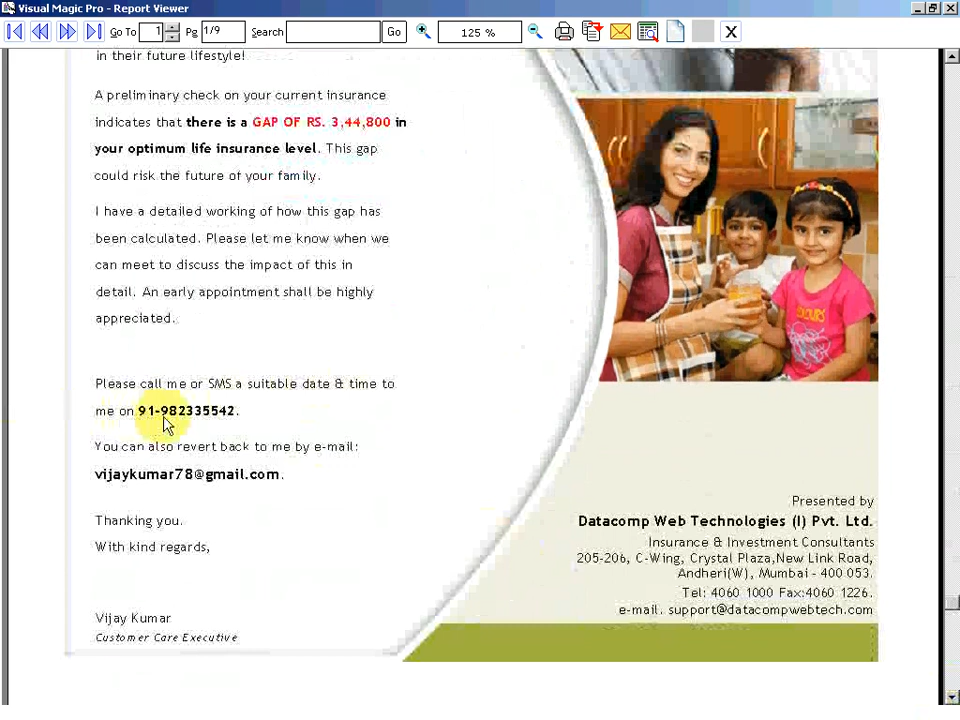 Visual Magic Pro - Report Viewer
Go To 1 Pg 1/9 Search Go 125 % X
in their future lifestyle!
A preliminary check on your current insurance
indicates that there is a GAP OF RS. 3,44,800 in
your optimum life insurance level. This gap
could risk the future of your family.
I have a detailed working of how this gap has
been calculated. Please let me know when we
can meet to discuss the impact of this in
detail. An early appointment shall be highly
appreciated.
Please call me or SMS a suitable date & time to
me on 91-982335542.
You can also revert back to me by e-mail:
vijaykumar78@gmail.com.
Thanking you.
With kind regards,
Vijay Kumar
Customer Care Executive
COLOURS
Presented by
Datacomp Web Technologies (I) Pvt. Ltd.
Insurance & Investment Consultants
205-206, C-Wing, Crystal Plaza,New Link Road,
Andheri(W), Mumbai - 400 053.
Tel: 4060 1000 Fax:4060 1226.
e-mail. support@datacompwebtech.com